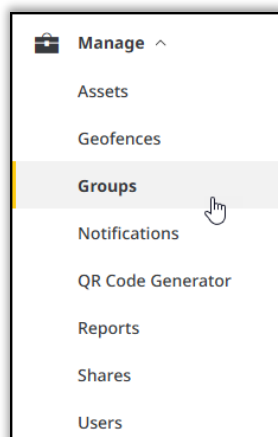 Manage
Assets
Geofences
Groups
Notifications
QR Code Generator
Reports
Shares
Users